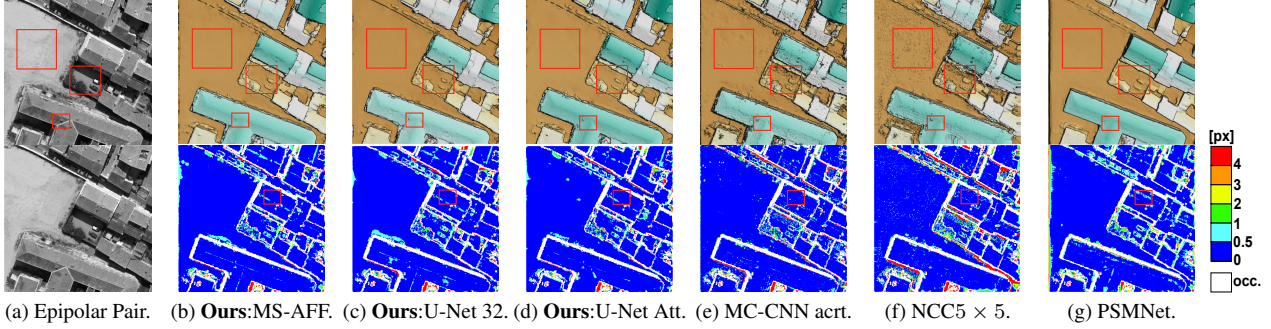 [px]
4
3
2
1
0.5
0
occ.
(a) Epipolar Pair.
(b) Ours:MS-AFF.
(c) Ours:U-Net 32.
(d) Ours:U-Net Att.
(e) MC-CNN acrt.
(f) NCC5 × 5.
(g) PSMNet.